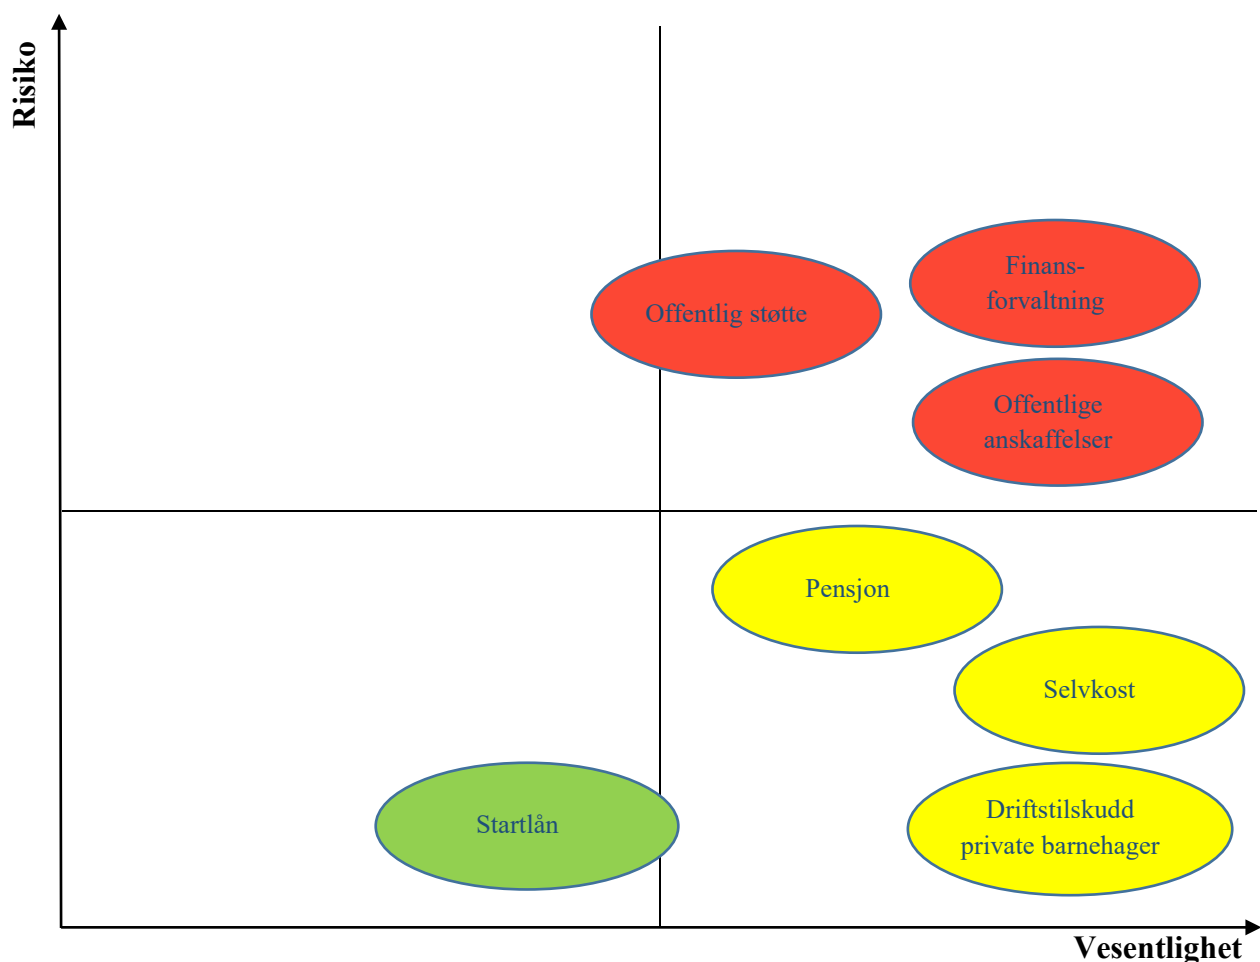 Risiko
Finans-
forvaltning
Offentlig støtte
Offentlige
anskaffelser
Pensjon
Selvkost
Startlån
Driftstilskudd
private barnehager
Vesentlighet